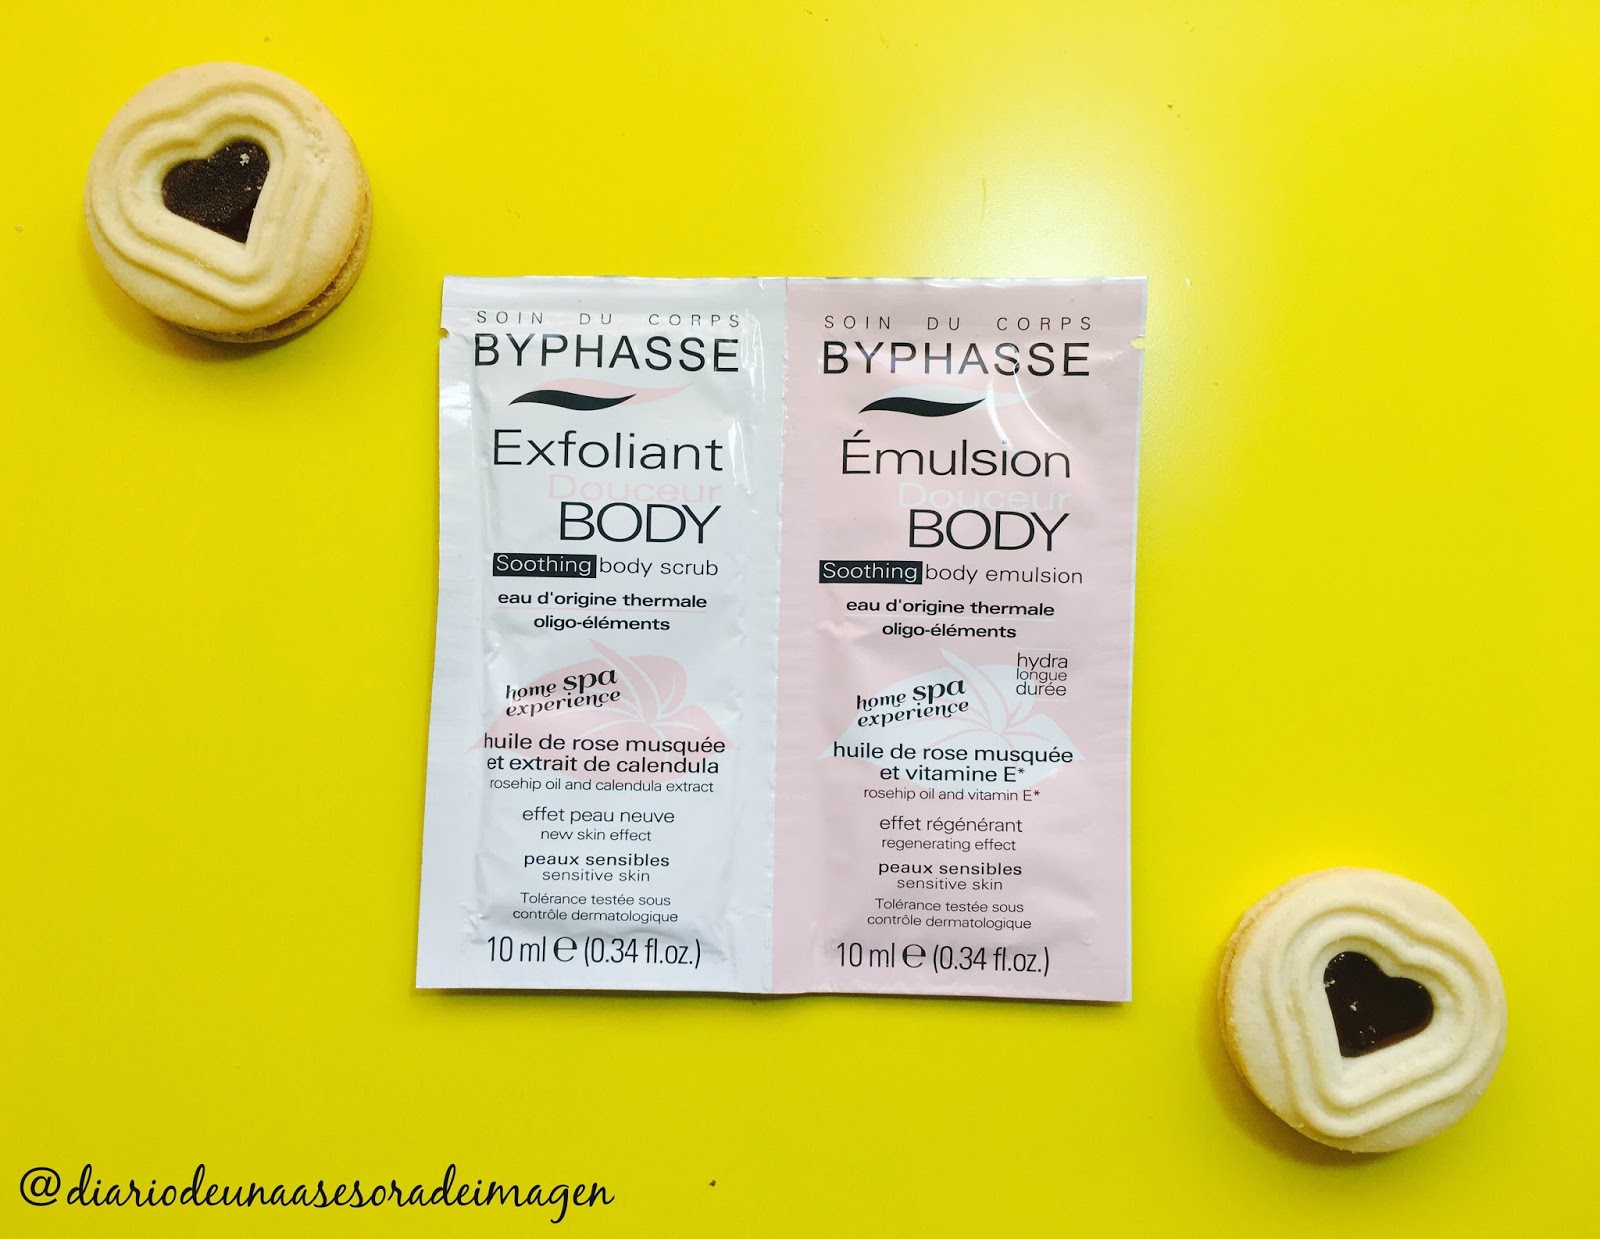 SOIN DU CORPS
BYPHASSE
Exfoliant
Douceur
BODY
Soothing body scrub
eau d'origine thermale
oligo-éléments
home spa
experience
huile de rose musquée
et extrait de calendula
rosehip oil and calendula extract
effet peau neuve
new skin effect
peaux sensibles
sensitive skin
Tolérance testée sous
contrôle dermatologique
10 ml e (0.34 fl.oz.)
SOIN DU CORPS
BYPHASSE
Émulsion
Douceur
BODY
Soothing body emulsion
eau d'origine thermale
oligo-éléments
hydra
longue
durée
home spa
experience
huile de rose musquée
et vitamine E*
rosehip oil and vitamin E*
effet régénérant
regenerating effect
peaux sensibles
sensitive skin
Tolérance testée sous
contrôle dermatologique
10 ml e (0.34 fl.oz.)
@diariodeunaasesoradeimagen